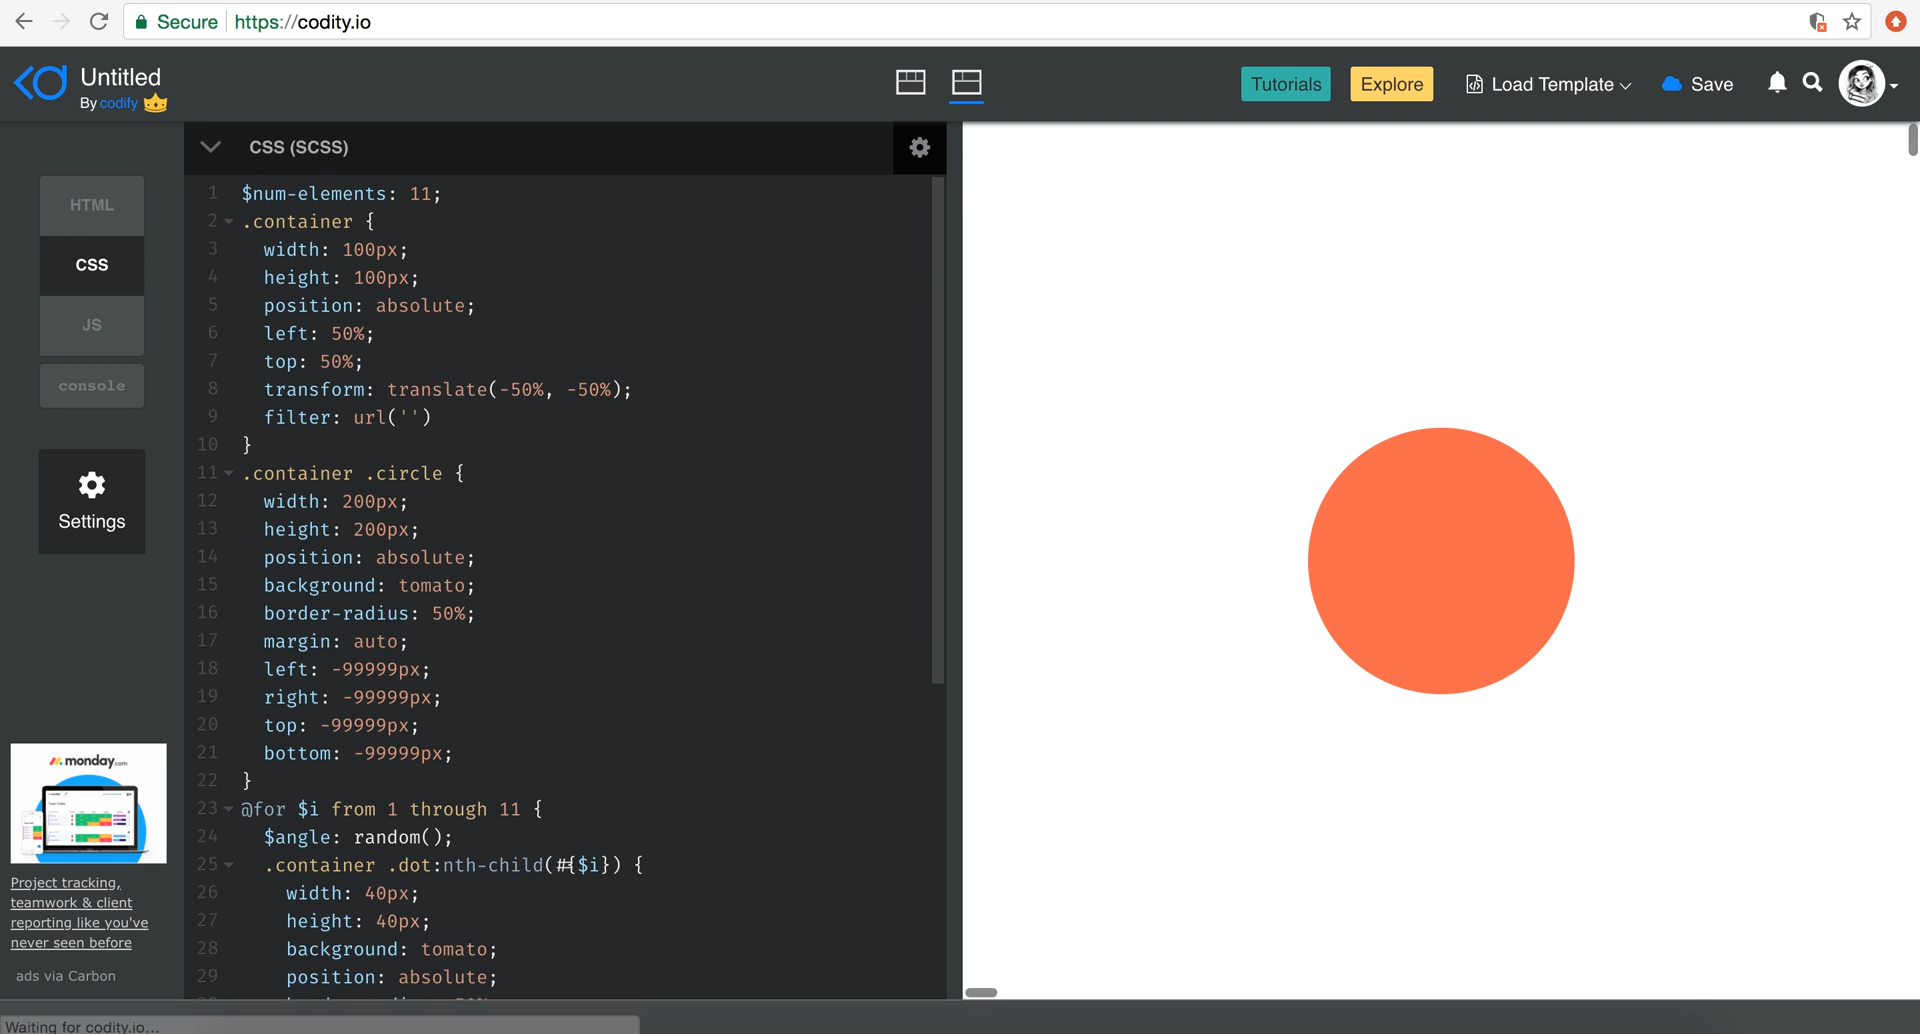 Secure https://codity.io
Untitled
By codify
Tutorials
Explore
Load Template
Save
CSS (SCSS)
HTML
CSS
JS
console
Settings
1 $num-elements: 11;
2 .container {
3 width: 100px;
4 height: 100px;
5 position: absolute;
6 left: 50%;
7 top: 50%;
8 transform: translate(-50%, -50%);
9 filter: url('')
10 }
11 .container .circle {
12 width: 200px;
13 height: 200px;
14 position: absolute;
15 background: tomato;
16 border-radius: 50%;
17 margin: auto;
18 left: -99999px;
19 right: -99999px;
20 top: -99999px;
21 bottom: -99999px;
22 }
23 @for $i from 1 through 11 {
24 $angle: random();
25 .container .dot:nth-child(#{$i}) {
26 width: 40px;
27 height: 40px;
28 background: tomato;
29 position: absolute;
monday.com
Project tracking,
teamwork & client
reporting like you've
never seen before
ads via Carbon
Waiting for codity.io...